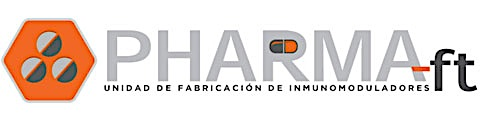 PHARMA-ft
UNIDAD DE FABRICACIÓN DE INMUNOMODULADORES